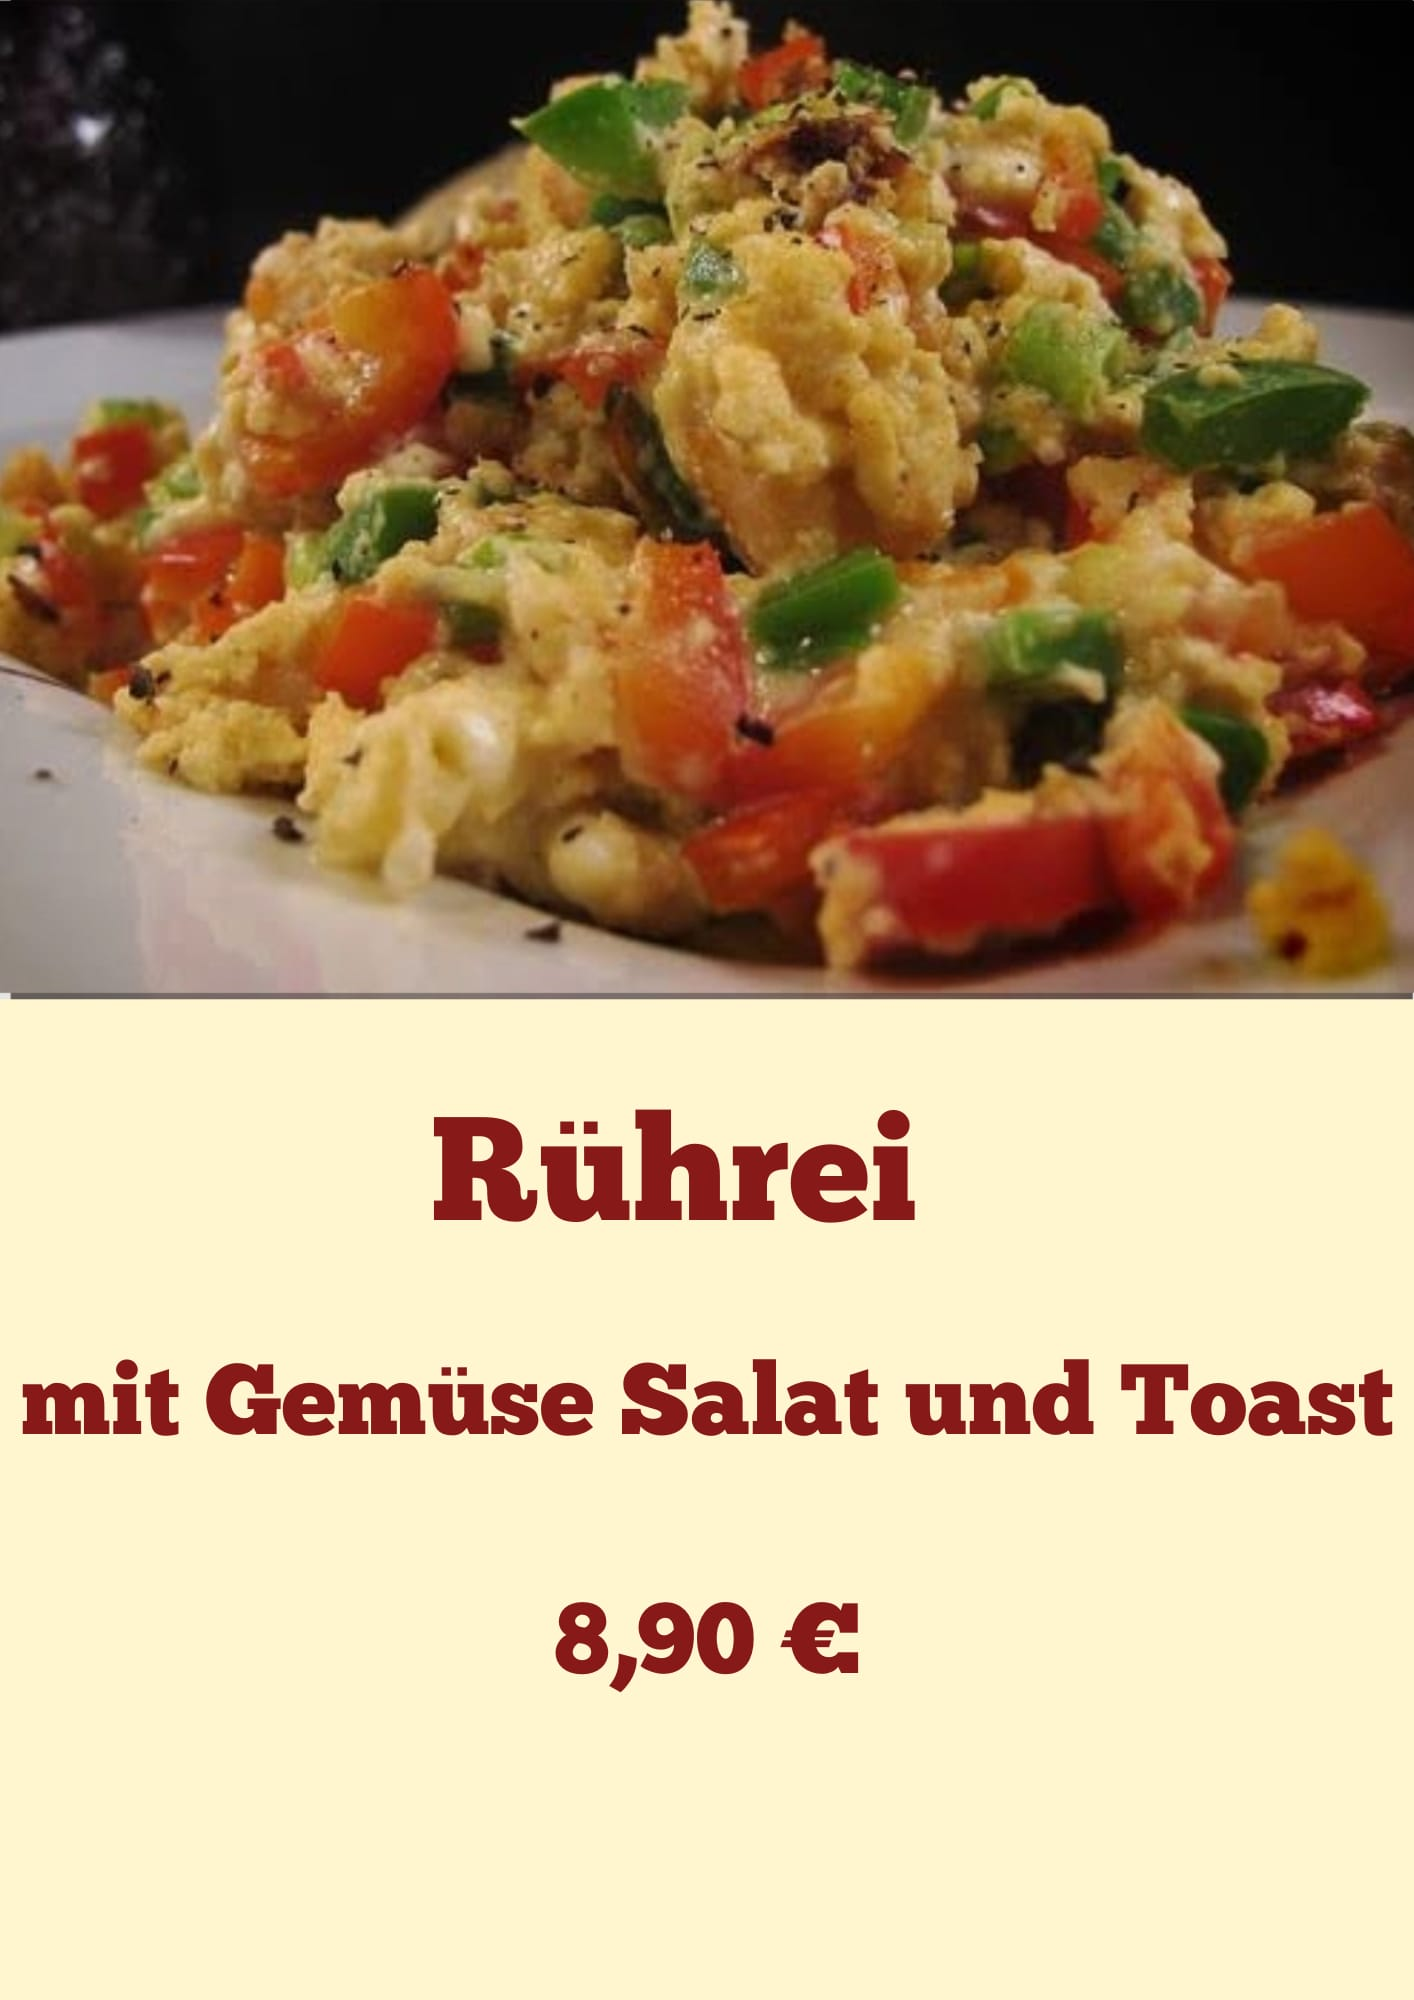 Rührei
mit Gemüse Salat und Toast
8,90 €